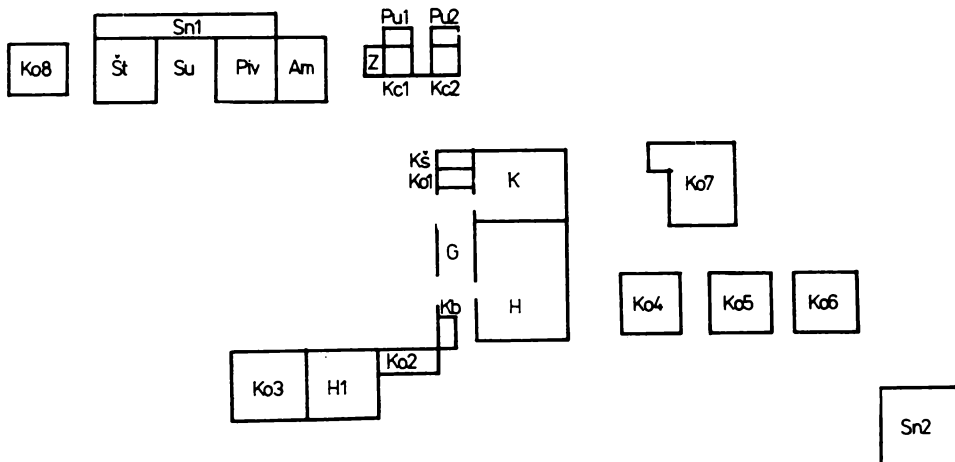 Sn1
Pu1 Pu2
Ko8 Št Su Piv Am Z
Kc1 Kc2
Kš
Ko1 K Ko7
G
Kb H Ko4 Ko5 Ko6
Ko2
Ko3 H1
Sn2